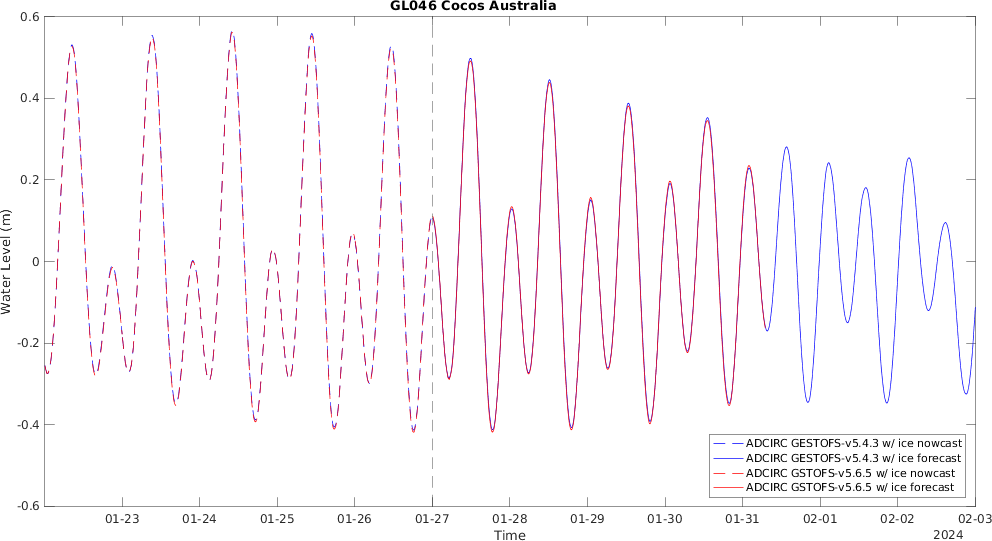 GL046 Cocos Australia
0.6
0.4
0.2
0
-0.2
-0.4
-0.6
Water Level (m)
ADCIRC GESTOFS-v5.4.3 w/ ice nowcast
ADCIRC GESTOFS-v5.4.3 w/ ice forecast
ADCIRC GSTOFS-v5.6.5 w/ ice nowcast
ADCIRC GSTOFS-v5.6.5 w/ ice forecast
01-23 01-24 01-25 01-26 01-27 01-28 01-29 01-30 01-31 02-01 02-02 02-03
Time
2024